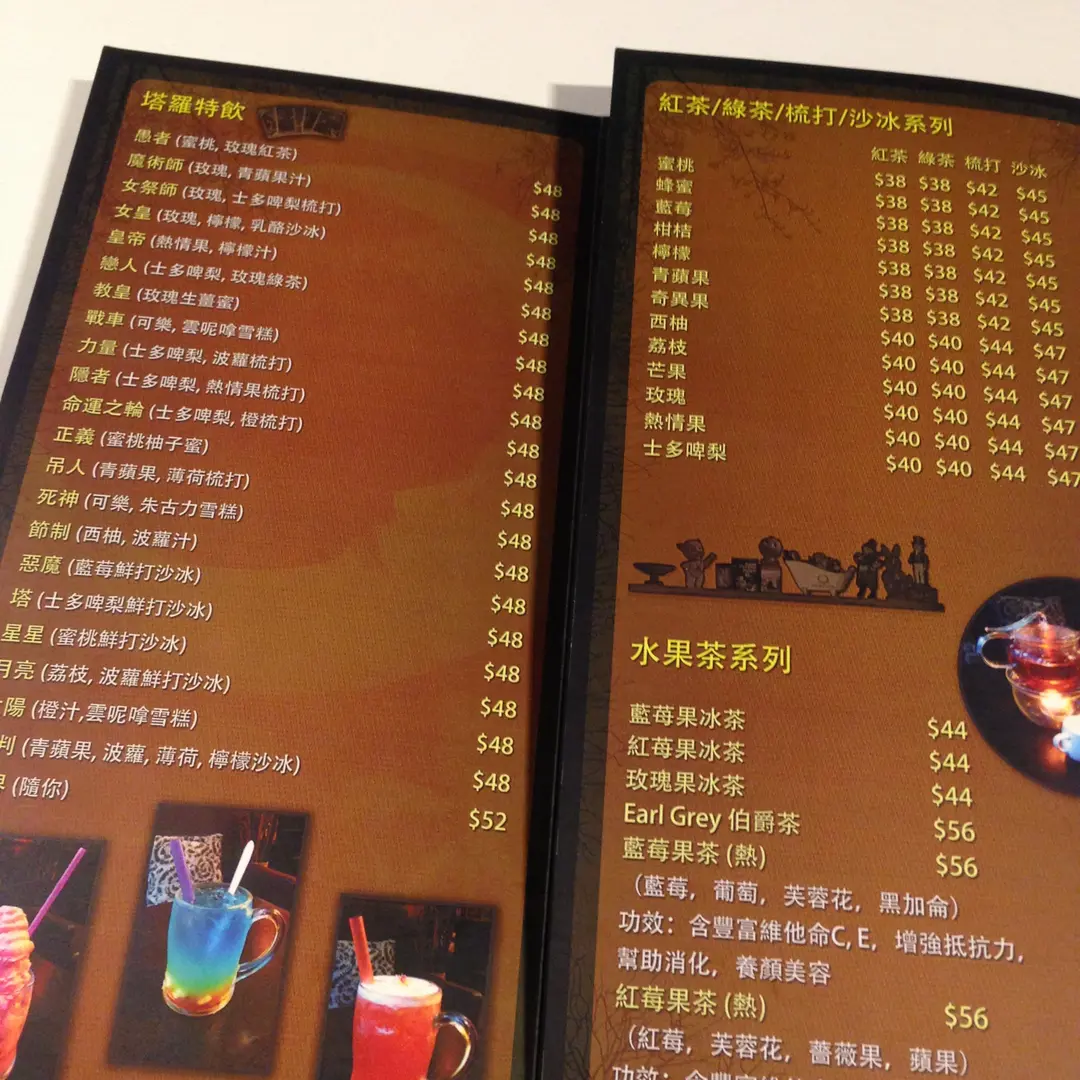 塔羅特飲
愚者 (蜜桃, 玫瑰紅茶) $48
魔術師 (玫瑰, 青蘋果汁) $48
女祭師 (玫瑰, 士多啤梨梳打) $48
女皇 (玫瑰, 檸檬, 乳酪沙冰) $48
皇帝 (熱情果, 檸檬汁) $48
戀人 (士多啤梨, 玫瑰綠茶) $48
教皇 (玫瑰生薑蜜) $48
戰車 (可樂, 雲呢嗱雪糕) $48
力量 (士多啤梨, 波蘿梳打) $48
隱者 (士多啤梨, 熱情果梳打) $48
命運之輪 (士多啤梨, 橙梳打) $48
正義 (蜜桃柚子蜜) $48
吊人 (青蘋果, 薄荷梳打) $48
死神 (可樂, 朱古力雪糕) $48
節制 (西柚, 波蘿汁) $48
惡魔 (藍莓鮮打沙冰) $48
塔 (士多啤梨鮮打沙冰) $48
星星 (蜜桃鮮打沙冰) $48
月亮 (荔枝, 波蘿鮮打沙冰) $48
陽 (橙汁,雲呢嗱雪糕) $48
判 (青蘋果, 波蘿, 薄荷, 檸檬沙冰) $48
(隨你) $52
紅茶/綠茶/梳打/沙冰系列
紅茶 綠茶 梳打 沙冰
蜜桃 $38 $38 $42 $45
蜂蜜 $38 $38 $42 $45
藍莓 $38 $38 $42 $45
柑桔 $38 $38 $42 $45
檸檬 $38 $38 $42 $45
青蘋果 $38 $38 $42 $45
奇異果 $38 $38 $42 $45
西柚 $40 $40 $44 $47
荔枝 $40 $40 $44 $47
芒果 $40 $40 $44 $47
玫瑰 $40 $40 $44 $47
熱情果 $40 $40 $44 $47
士多啤梨 $40 $40 $44 $47
水果茶系列
藍莓果冰茶 $44
紅莓果冰茶 $44
玫瑰果冰茶 $44
Earl Grey 伯爵茶 $56
藍莓果茶 (熱) $56
（藍莓，葡萄，芙蓉花，黑加侖）
功效：含豐富維他命C, E，增強抵抗力，
幫助消化，養顏美容
紅莓果茶 (熱) $56
（紅莓，芙蓉花，薔薇果，蘋果）
功效：含豐富維他命